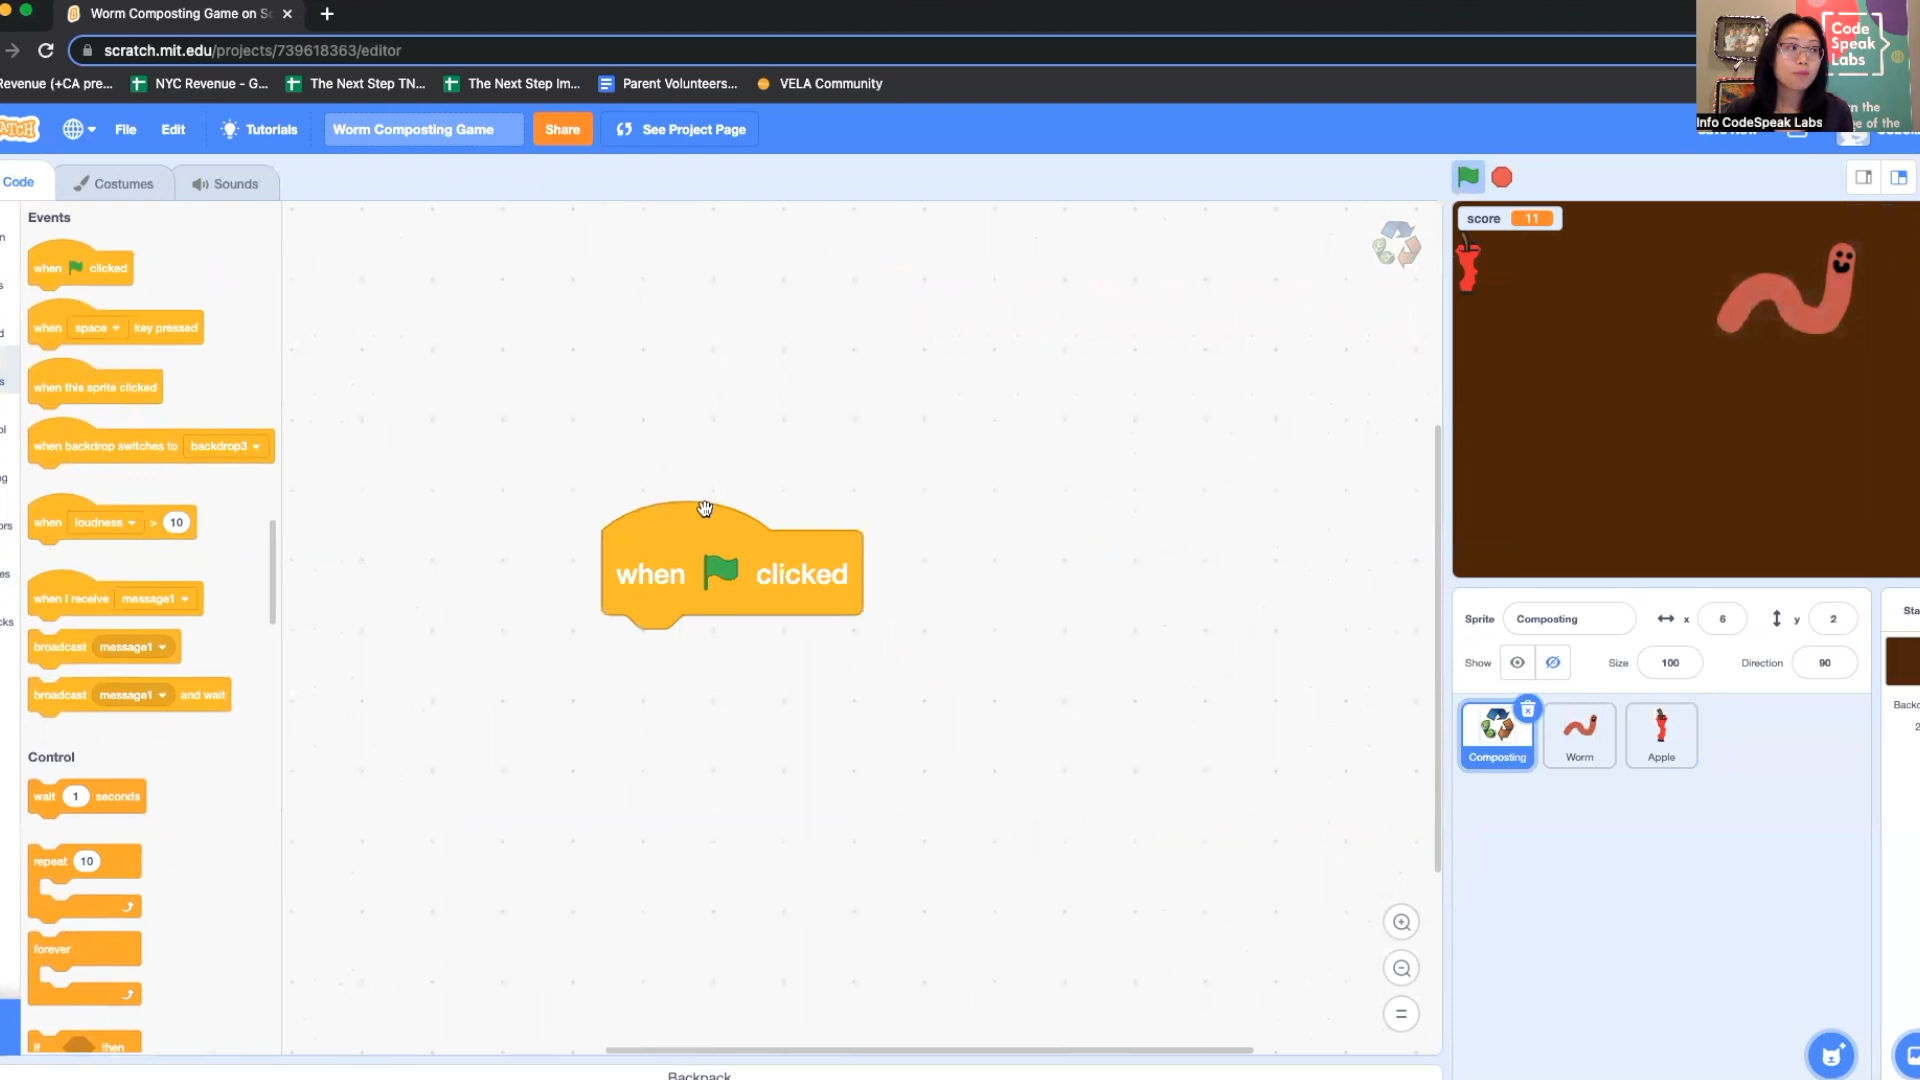 Worm Composting Game on Sc
scratch.mit.edu/projects/739618363/editor
Revenue (+CA pre...
NYC Revenue - G...
The Next Step TN...
The Next Step Im...
Parent Volunteers...
VELA Community
Code
Speak
Labs
Info CodeSpeak Labs
File
Edit
Tutorials
Worm Composting Game
Share
See Project Page
Code
Costumes
Sounds
Events
when clicked
when space key pressed
when this sprite clicked
when backdrop switches to backdrop3
when loudness > 10
when I receive message1
broadcast message1
broadcast message1 and wait
Control
wait 1 seconds
repeat 10
forever
if then
when clicked
score 11
Sprite Composting x 6 y 2
Show Size 100 Direction 90
Composting
Worm
Apple
Backpack